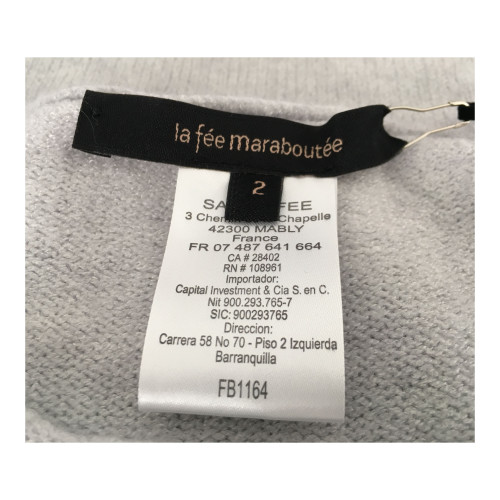 la fée maraboutée
2
FEE
3 Chapelle
42300 MABLY
France
FR 07 487 641 664
CA # 28402
RN # 108961
Importador:
Capital Investment & Cia S. en C.
Nit 900.293.765-7
SIC: 900293765
Direccion:
Carrera 58 No 70 - Piso 2 Izquierda
Barranquilla
FB1164